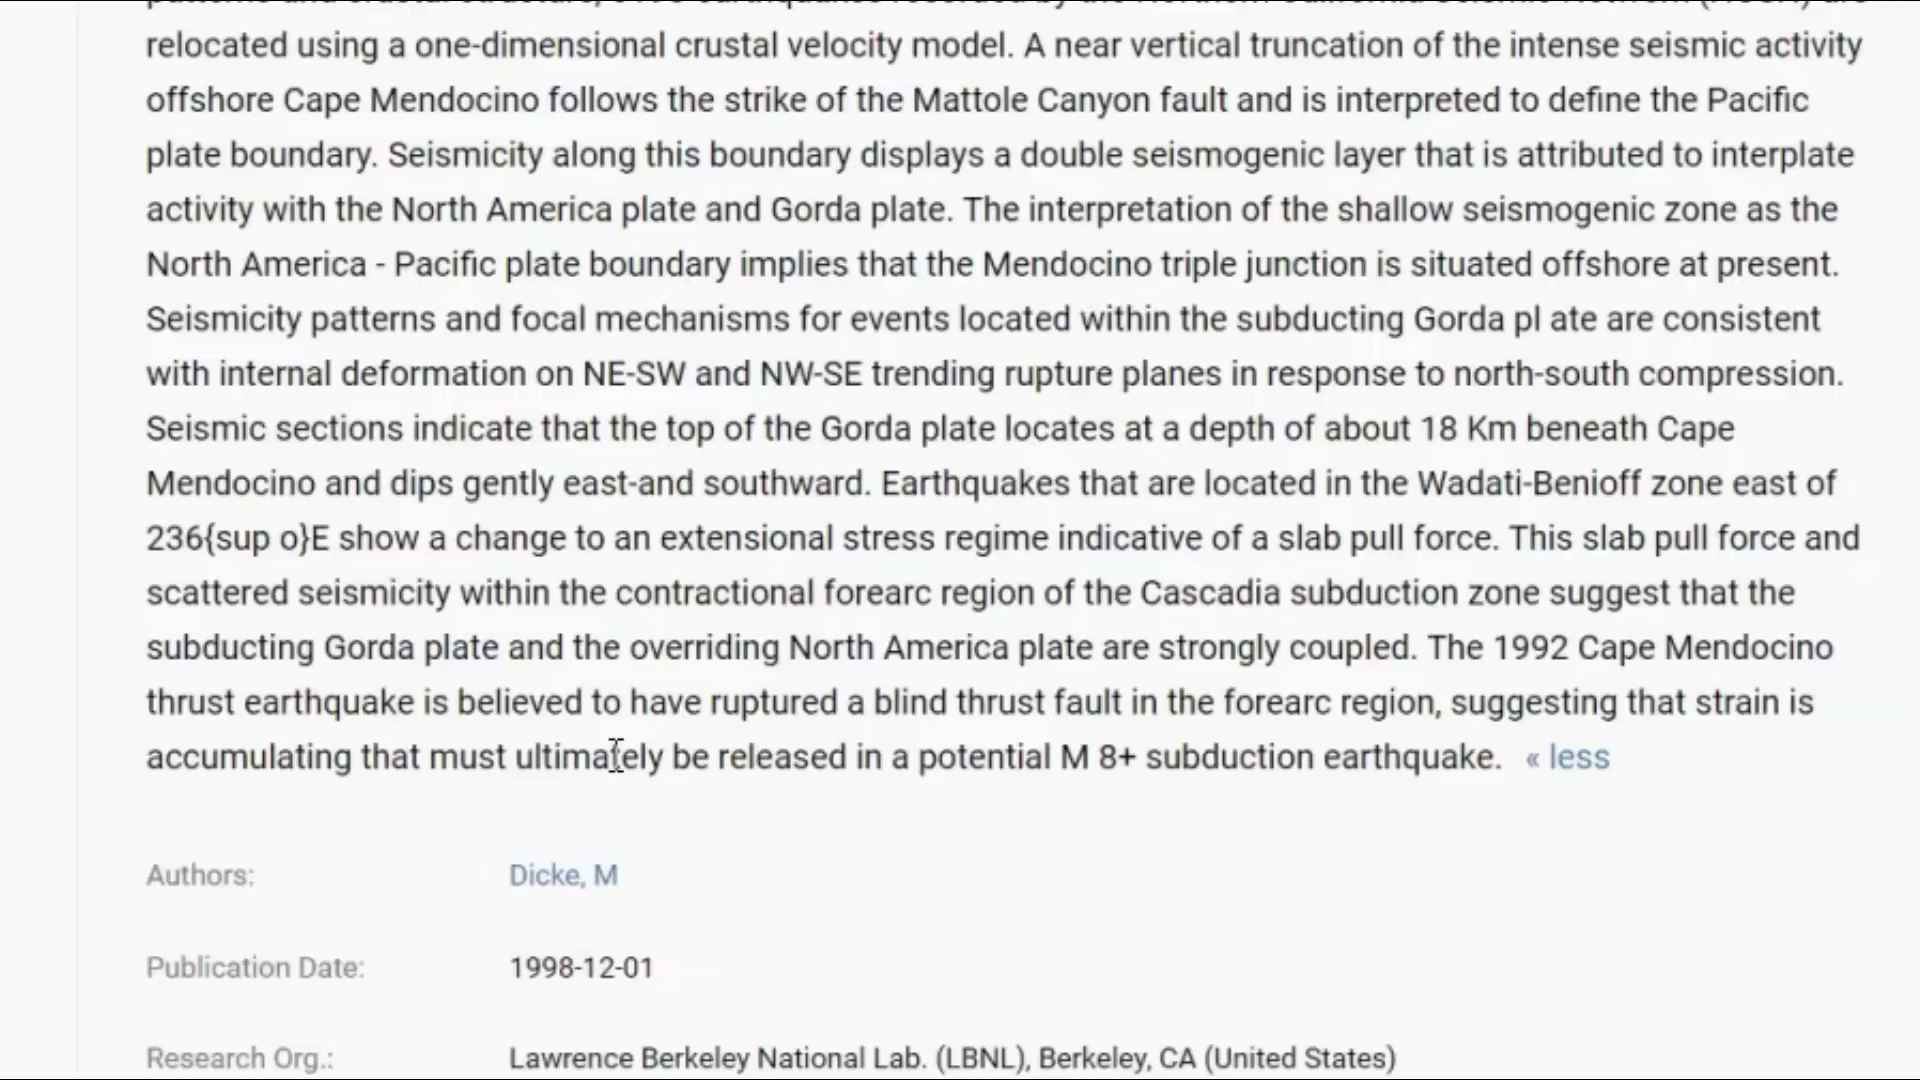 relocated using a one-dimensional crustal velocity model. A near vertical truncation of the intense seismic activity
offshore Cape Mendocino follows the strike of the Mattole Canyon fault and is interpreted to define the Pacific
plate boundary. Seismicity along this boundary displays a double seismogenic layer that is attributed to interplate
activity with the North America plate and Gorda plate. The interpretation of the shallow seismogenic zone as the
North America - Pacific plate boundary implies that the Mendocino triple junction is situated offshore at present.
Seismicity patterns and focal mechanisms for events located within the subducting Gorda pl ate are consistent
with internal deformation on NE-SW and NW-SE trending rupture planes in response to north-south compression.
Seismic sections indicate that the top of the Gorda plate locates at a depth of about 18 Km beneath Cape
Mendocino and dips gently east-and southward. Earthquakes that are located in the Wadati-Benioff zone east of
236{sup o}E show a change to an extensional stress regime indicative of a slab pull force. This slab pull force and
scattered seismicity within the contractional forearc region of the Cascadia subduction zone suggest that the
subducting Gorda plate and the overriding North America plate are strongly coupled. The 1992 Cape Mendocino
thrust earthquake is believed to have ruptured a blind thrust fault in the forearc region, suggesting that strain is
accumulating that must ultimately be released in a potential M 8+ subduction earthquake. « less
Authors: Dicke, M
Publication Date: 1998-12-01
Research Org.: Lawrence Berkeley National Lab. (LBNL), Berkeley, CA (United States)